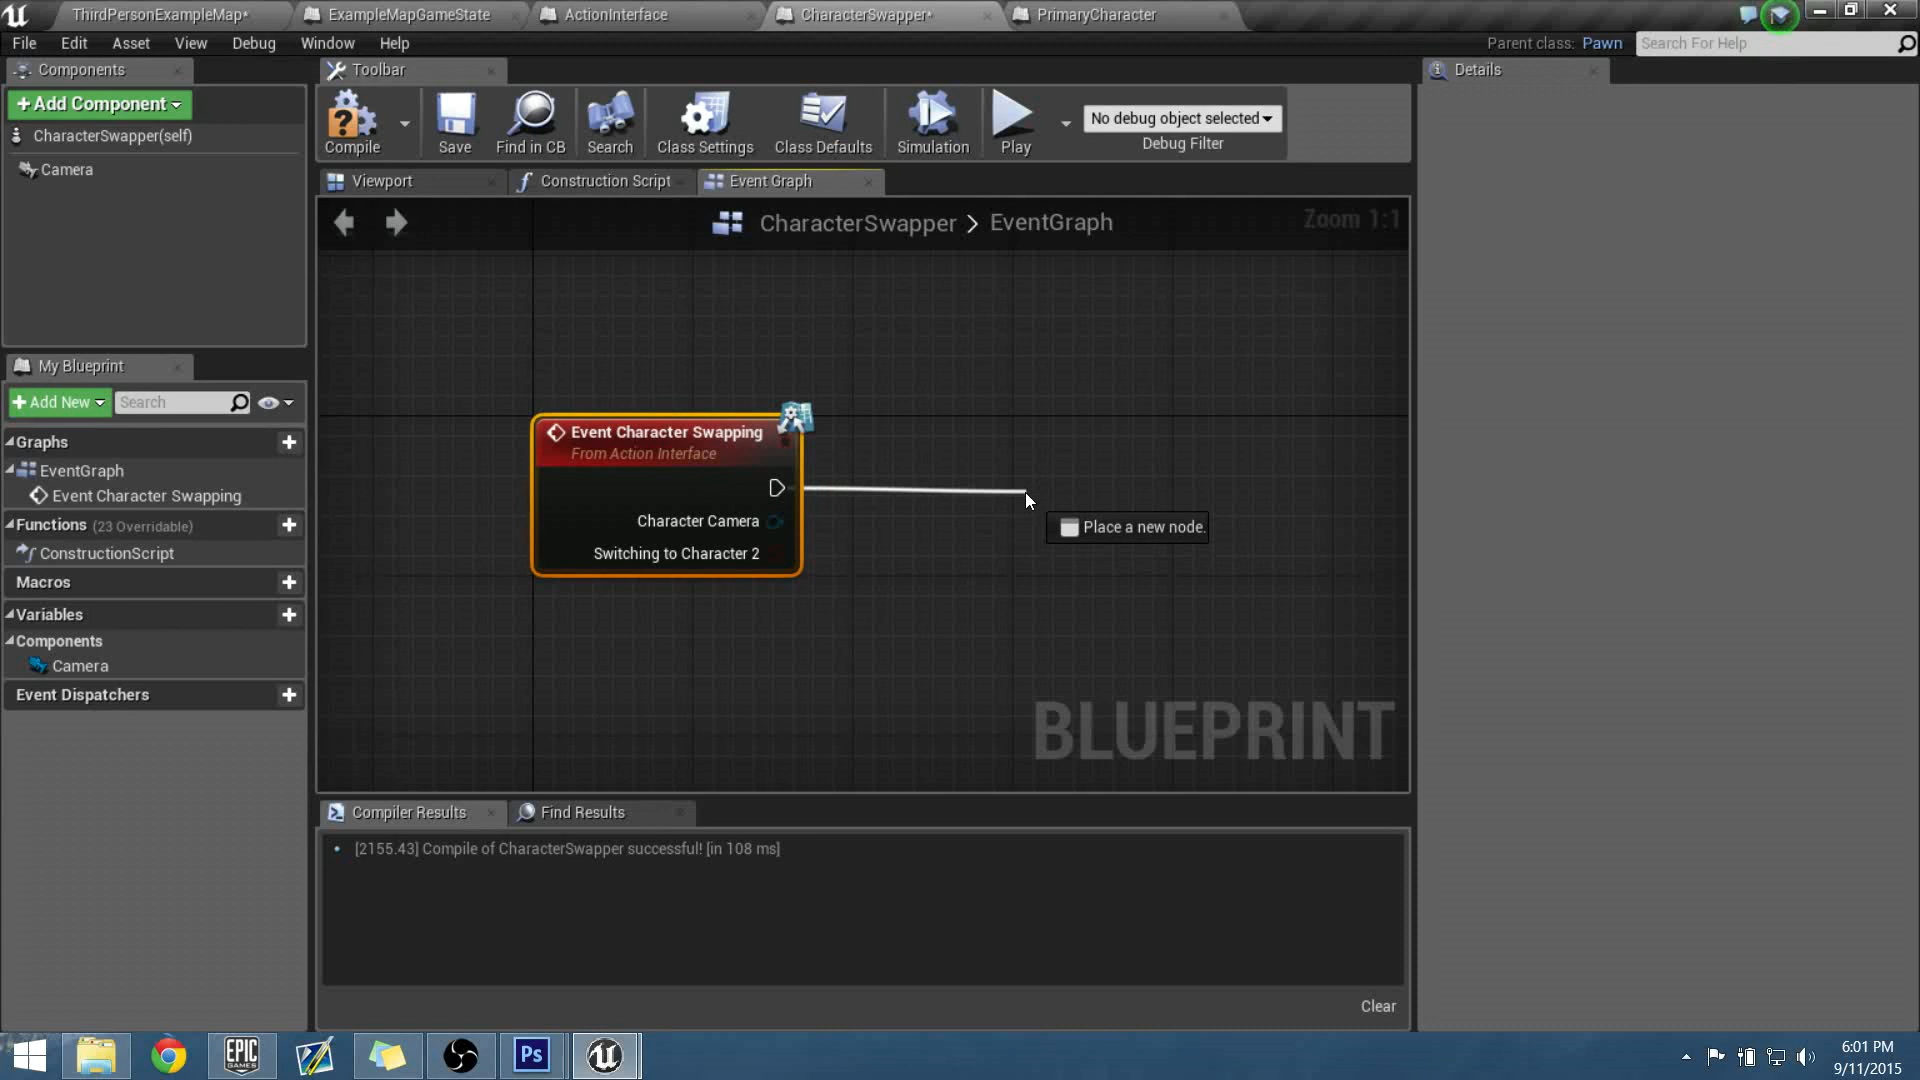 ThirdPersonExampleMap*
ExampleMapGameState
ActionInterface
CharacterSwapper*
PrimaryCharacter
File Edit Asset View Debug Window Help
Parent class: Pawn
Search For Help
Components
Toolbar
Details
+Add Component
CharacterSwapper(self)
Camera
Compile
Save
Find in CB
Search
Class Settings
Class Defaults
Simulation
Play
No debug object selected
Debug Filter
Viewport
Construction Script
Event Graph
CharacterSwapper > EventGraph
Zoom 1:1
My Blueprint
+Add New
Search
Graphs
EventGraph
Event Character Swapping
Functions (23 Overridable)
ConstructionScript
Macros
Variables
Components
Camera
Event Dispatchers
Event Character Swapping
From Action Interface
Character Camera
Switching to Character 2
Place a new node.
BLUEPRINT
Compiler Results
Find Results
• [2155.43] Compile of CharacterSwapper successful! [in 108 ms]
Clear
EPIC
GAMES
Ps
6:01 PM
9/11/2015